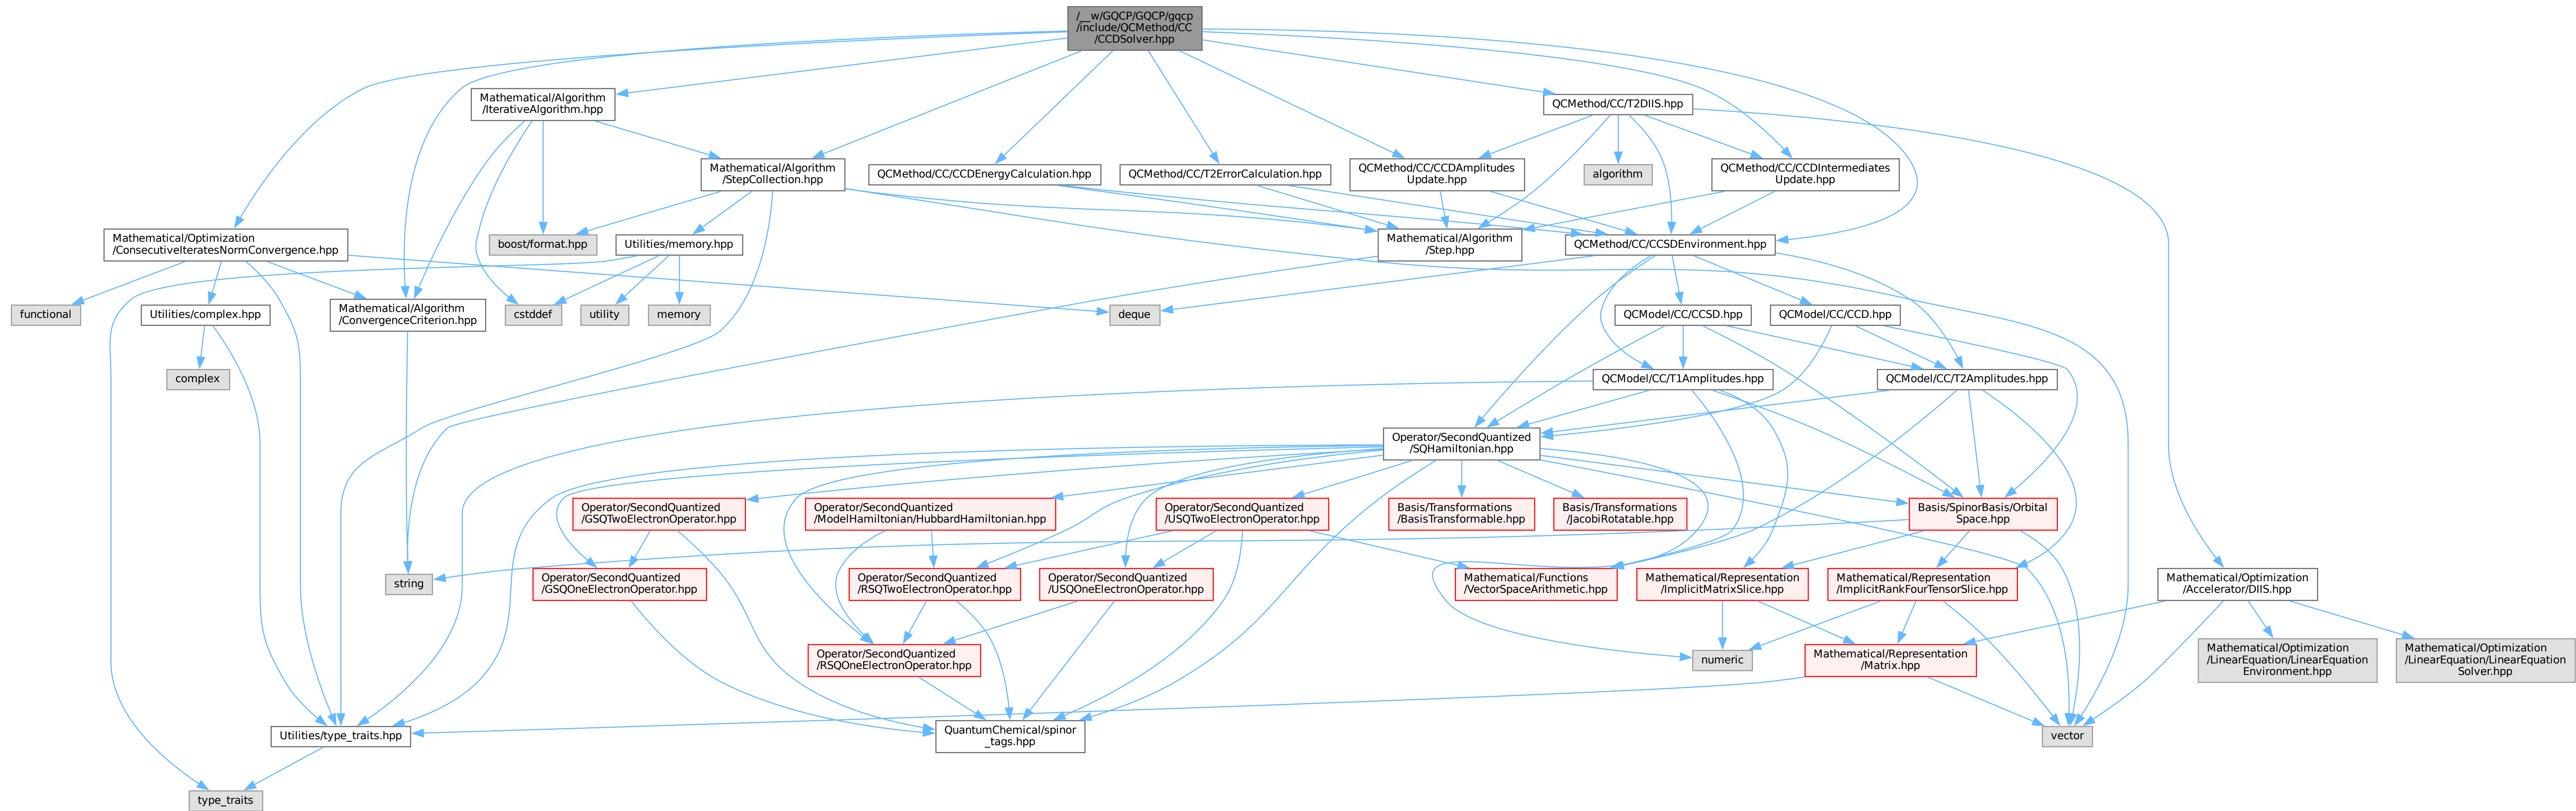 /__w/GQCP/GQCP/gqcp
/include/QCMethod/CC
/CCDSolver.hpp
Mathematical/Algorithm
/IterativeAlgorithm.hpp
QCMethod/CC/T2DIIS.hpp
Mathematical/Algorithm
/StepCollection.hpp
QCMethod/CC/CCDEnergyCalculation.hpp
QCMethod/CC/T2ErrorCalculation.hpp
QCMethod/CC/CCDAmplitudes
Update.hpp
algorithm
QCMethod/CC/CCDIntermediates
Update.hpp
Mathematical/Optimization
/ConsecutiveIteratesNormConvergence.hpp
boost/format.hpp
Utilities/memory.hpp
Mathematical/Algorithm
/Step.hpp
QCMethod/CC/CCSDEnvironment.hpp
functional
Utilities/complex.hpp
Mathematical/Algorithm
/ConvergenceCriterion.hpp
cstddef
utility
memory
deque
QCModel/CC/CCSD.hpp
QCModel/CC/CCD.hpp
complex
QCModel/CC/T1Amplitudes.hpp
QCModel/CC/T2Amplitudes.hpp
Operator/SecondQuantized
/SQHamiltonian.hpp
Operator/SecondQuantized
/GSQTwoElectronOperator.hpp
Operator/SecondQuantized
/ModelHamiltonian/HubbardHamiltonian.hpp
Operator/SecondQuantized
/USQTwoElectronOperator.hpp
Basis/Transformations
/BasisTransformable.hpp
Basis/Transformations
/JacobiRotatable.hpp
Basis/SpinorBasis/Orbital
Space.hpp
string
Operator/SecondQuantized
/GSQOneElectronOperator.hpp
Operator/SecondQuantized
/RSQTwoElectronOperator.hpp
Operator/SecondQuantized
/USQOneElectronOperator.hpp
Mathematical/Functions
/VectorSpaceArithmetic.hpp
Mathematical/Representation
/ImplicitMatrixSlice.hpp
Mathematical/Representation
/ImplicitRankFourTensorSlice.hpp
Mathematical/Optimization
/Accelerator/DIIS.hpp
Operator/SecondQuantized
/RSQOneElectronOperator.hpp
numeric
Mathematical/Representation
/Matrix.hpp
Mathematical/Optimization
/LinearEquation/LinearEquation
Environment.hpp
Mathematical/Optimization
/LinearEquation/LinearEquation
Solver.hpp
Utilities/type_traits.hpp
QuantumChemical/spinor
_tags.hpp
vector
type_traits